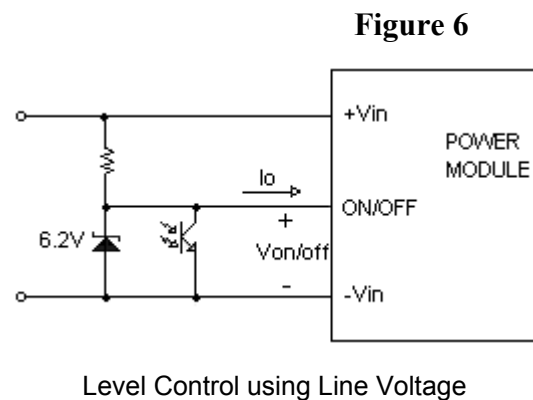 Figure 6
+Vin
POWER
MODULE
Io
ON/OFF
+
6.2V
Von/off
-
-Vin
Level Control using Line Voltage